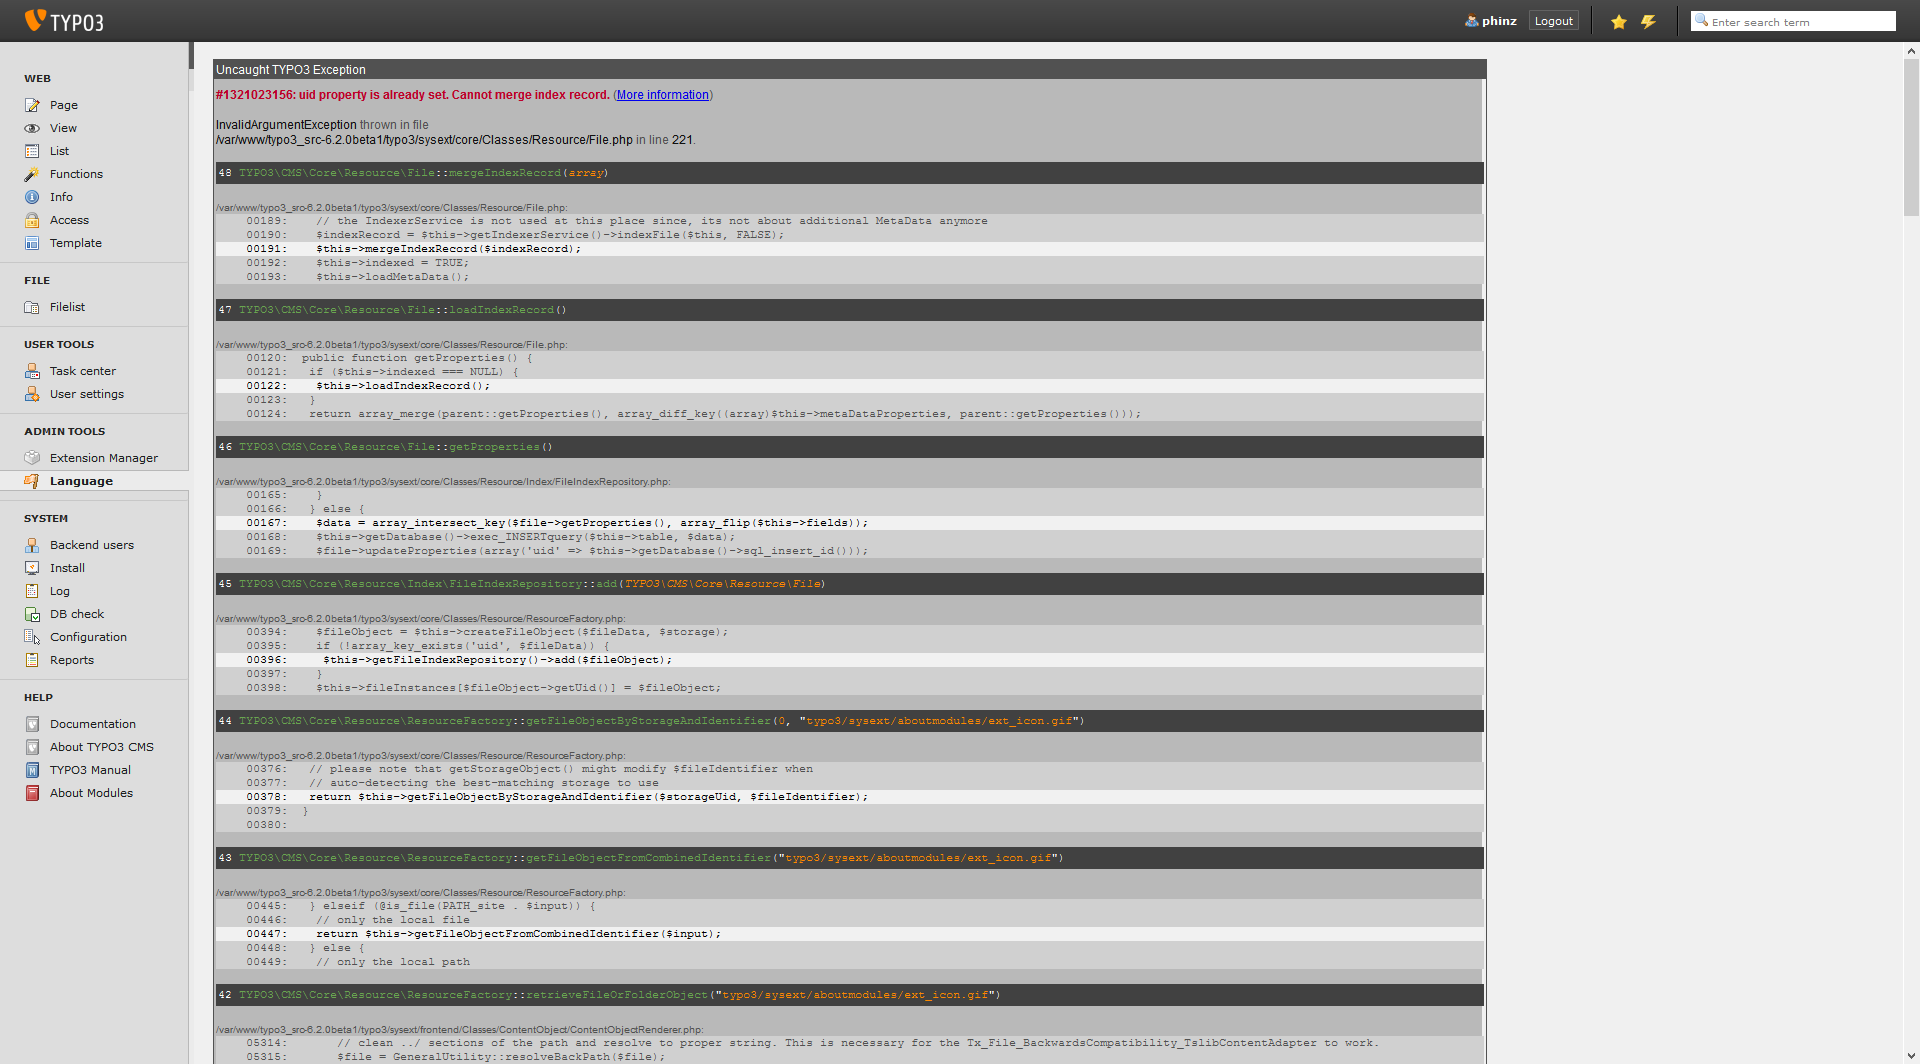 TYPO3
phinz
Logout
Enter search term
WEB
Page
View
List
Functions
Info
Access
Template
FILE
Filelist
USER TOOLS
Task center
User settings
ADMIN TOOLS
Extension Manager
Language
SYSTEM
Backend users
Install
Log
DB check
Configuration
Reports
HELP
Documentation
About TYPO3 CMS
TYPO3 Manual
About Modules
Uncaught TYPO3 Exception
#1321023156: uid property is already set. Cannot merge index record. (More information)
InvalidArgumentException thrown in file
/var/www/typo3_src-6.2.0beta1/typo3/sysext/core/Classes/Resource/File.php in line 221.
48 TYPO3\CMS\Core\Resource\File::mergeIndexRecord(array)
/var/www/typo3_src-6.2.0beta1/typo3/sysext/core/Classes/Resource/File.php:
00189: // the IndexerService is not used at this place since, its not about additional MetaData anymore
00190: $indexRecord = $this->getIndexerService()->indexFile($this, FALSE);
00191: $this->mergeIndexRecord($indexRecord);
00192: $this->indexed = TRUE;
00193: $this->loadMetaData();
47 TYPO3\CMS\Core\Resource\File::loadIndexRecord()
/var/www/typo3_src-6.2.0beta1/typo3/sysext/core/Classes/Resource/File.php:
00120: public function getProperties() {
00121: if ($this->indexed === NULL) {
00122: $this->loadIndexRecord();
00123: }
00124: return array_merge(parent::getProperties(), array_diff_key((array)$this->metaDataProperties, parent::getProperties()));
46 TYPO3\CMS\Core\Resource\File::getProperties()
/var/www/typo3_src-6.2.0beta1/typo3/sysext/core/Classes/Resource/Index/FileIndexRepository.php:
00165: }
00166: } else {
00167: $data = array_intersect_key($file->getProperties(), array_flip($this->fields));
00168: $this->getDatabase()->exec_INSERTquery($this->table, $data);
00169: $file->updateProperties(array('uid' => $this->getDatabase()->sql_insert_id()));
45 TYPO3\CMS\Core\Resource\Index\FileIndexRepository::add(TYPO3\CMS\Core\Resource\File)
/var/www/typo3_src-6.2.0beta1/typo3/sysext/core/Classes/Resource/ResourceFactory.php:
00394: $fileObject = $this->createFileObject($fileData, $storage);
00395: if (!array_key_exists('uid', $fileData)) {
00396: $this->getFileIndexRepository()->add($fileObject);
00397: }
00398: $this->fileInstances[$fileObject->getUid()] = $fileObject;
44 TYPO3\CMS\Core\Resource\ResourceFactory::getFileObjectByStorageAndIdentifier(0, "typo3/sysext/aboutmodules/ext_icon.gif")
/var/www/typo3_src-6.2.0beta1/typo3/sysext/core/Classes/Resource/ResourceFactory.php:
00376: // please note that getStorageObject() might modify $fileIdentifier when
00377: // auto-detecting the best-matching storage to use
00378: return $this->getFileObjectByStorageAndIdentifier($storageUid, $fileIdentifier);
00379: }
00380:
43 TYPO3\CMS\Core\Resource\ResourceFactory::getFileObjectFromCombinedIdentifier("typo3/sysext/aboutmodules/ext_icon.gif")
/var/www/typo3_src-6.2.0beta1/typo3/sysext/core/Classes/Resource/ResourceFactory.php:
00445: } elseif (@is_file(PATH_site . $input)) {
00446: // only the local file
00447: return $this->getFileObjectFromCombinedIdentifier($input);
00448: } else {
00449: // only the local path
42 TYPO3\CMS\Core\Resource\ResourceFactory::retrieveFileOrFolderObject("typo3/sysext/aboutmodules/ext_icon.gif")
/var/www/typo3_src-6.2.0beta1/typo3/sysext/frontend/Classes/ContentObject/ContentObjectRenderer.php:
05314: // clean ../ sections of the path and resolve to proper string. This is necessary for the Tx_File_BackwardsCompatibility_TslibContentAdapter to work.
05315: $file = GeneralUtility::resolveBackPath($file);